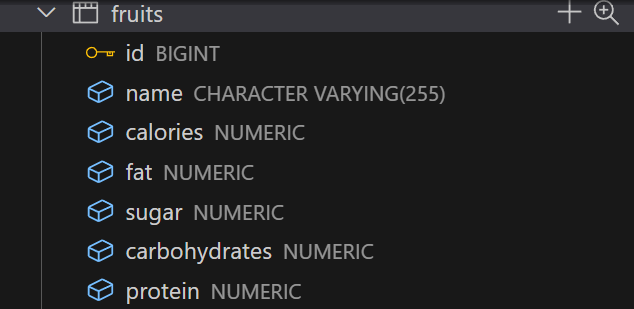 fruits
id BIGINT
name CHARACTER VARYING(255)
calories NUMERIC
fat NUMERIC
sugar NUMERIC
carbohydrates NUMERIC
protein NUMERIC